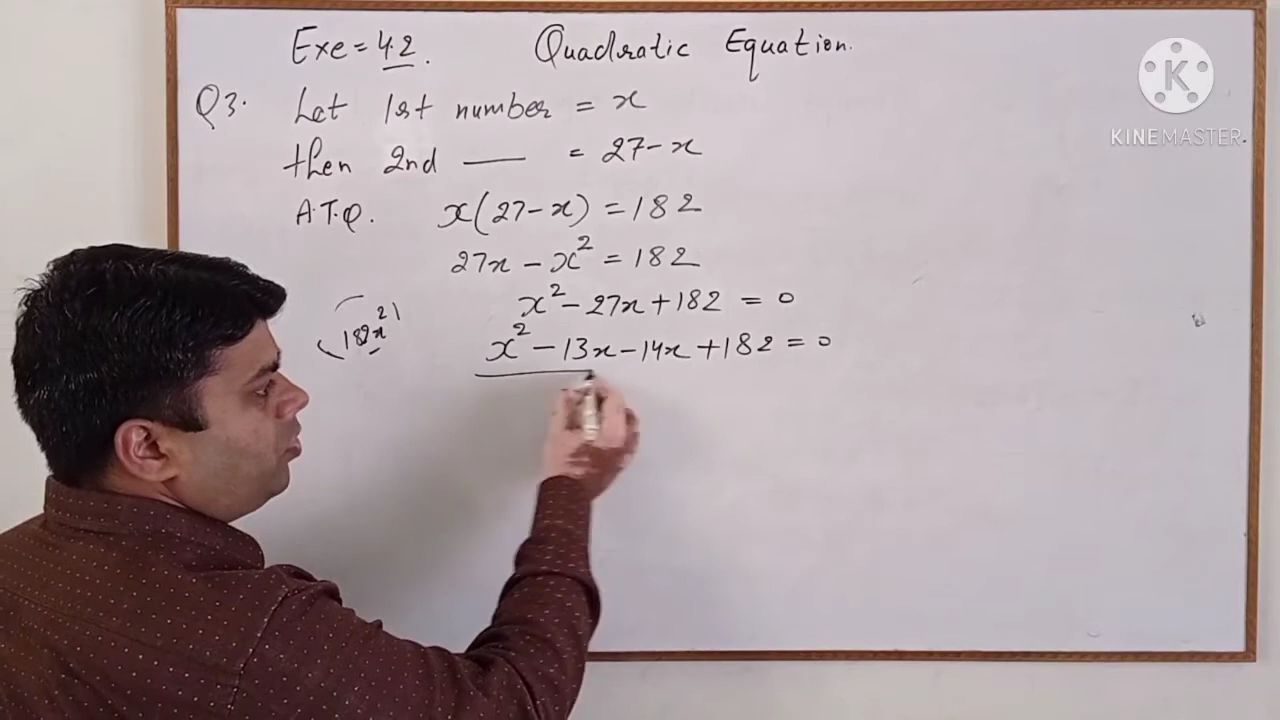 Exe = 4.2. Quadratic Equation.
Q3. Let 1st number = x
then 2nd —— = 27-x
A.T.Q. x(27-x) = 182
27x - x² = 182
x² - 27x + 182 = 0
(182x²)
x² - 13x - 14x + 182 = 0
K
KINEMASTER